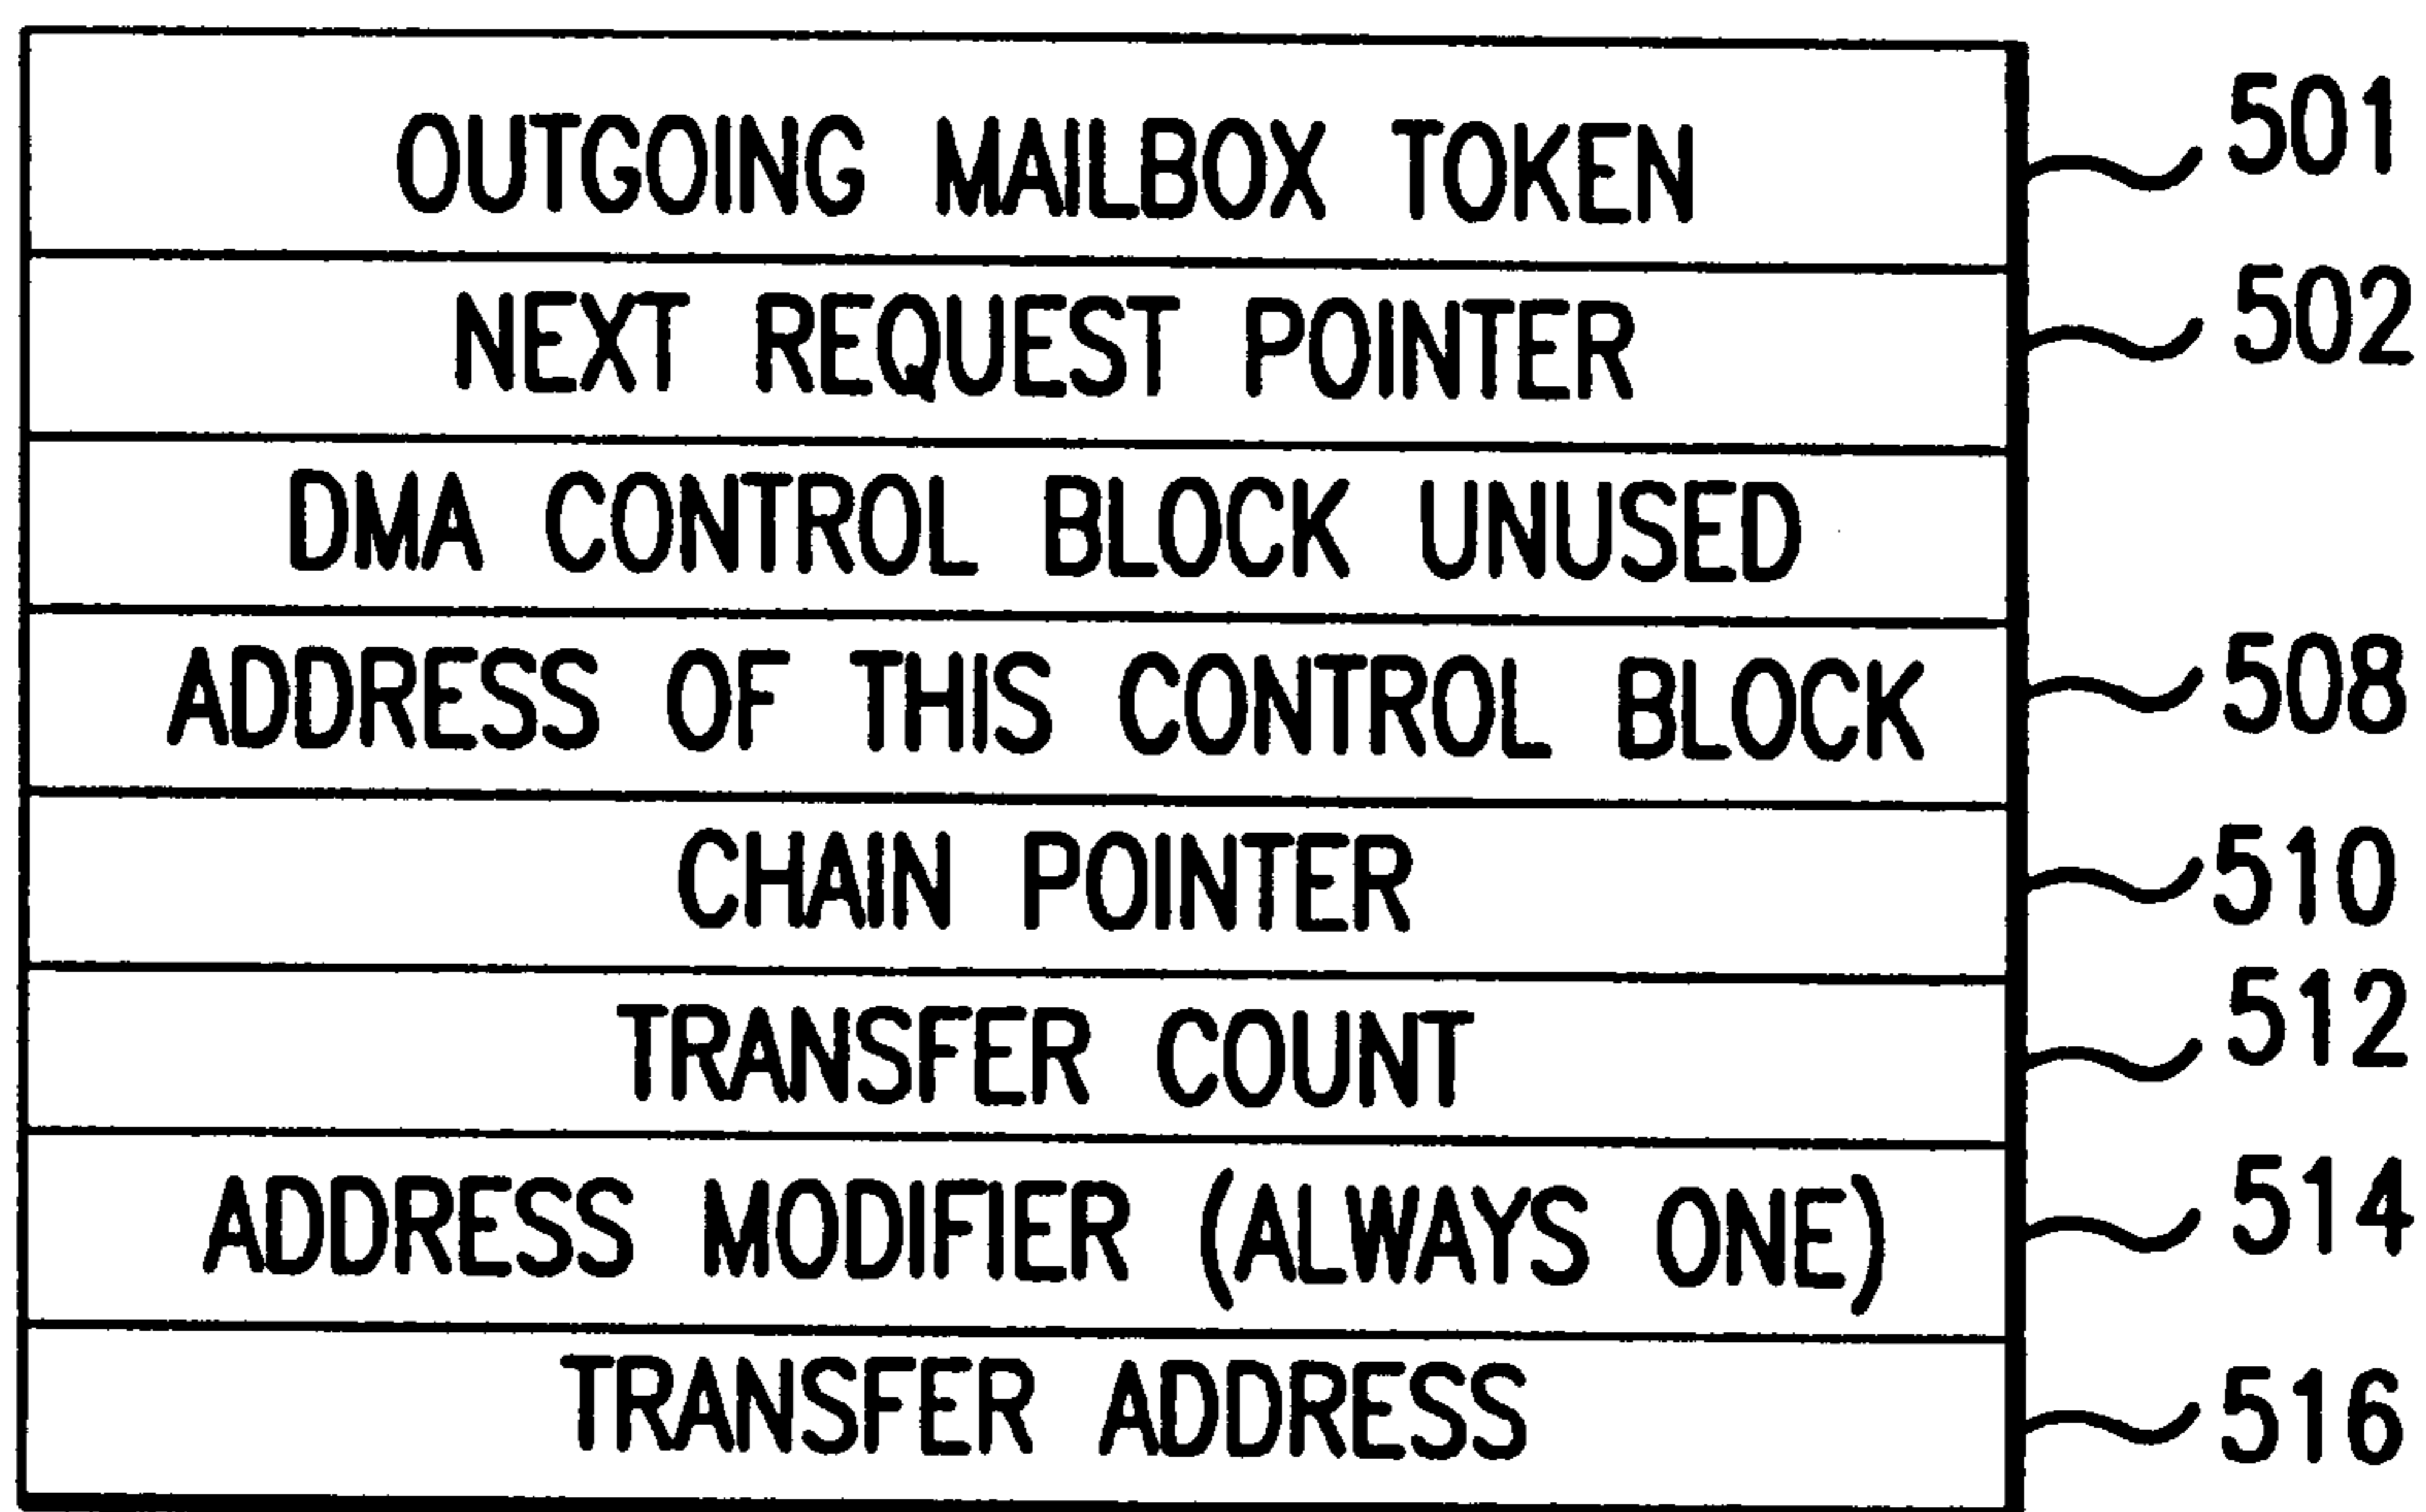 OUTGOING MAILBOX TOKEN 501
NEXT REQUEST POINTER 502
DMA CONTROL BLOCK UNUSED
ADDRESS OF THIS CONTROL BLOCK 508
CHAIN POINTER 510
TRANSFER COUNT 512
ADDRESS MODIFIER (ALWAYS ONE) 514
TRANSFER ADDRESS 516